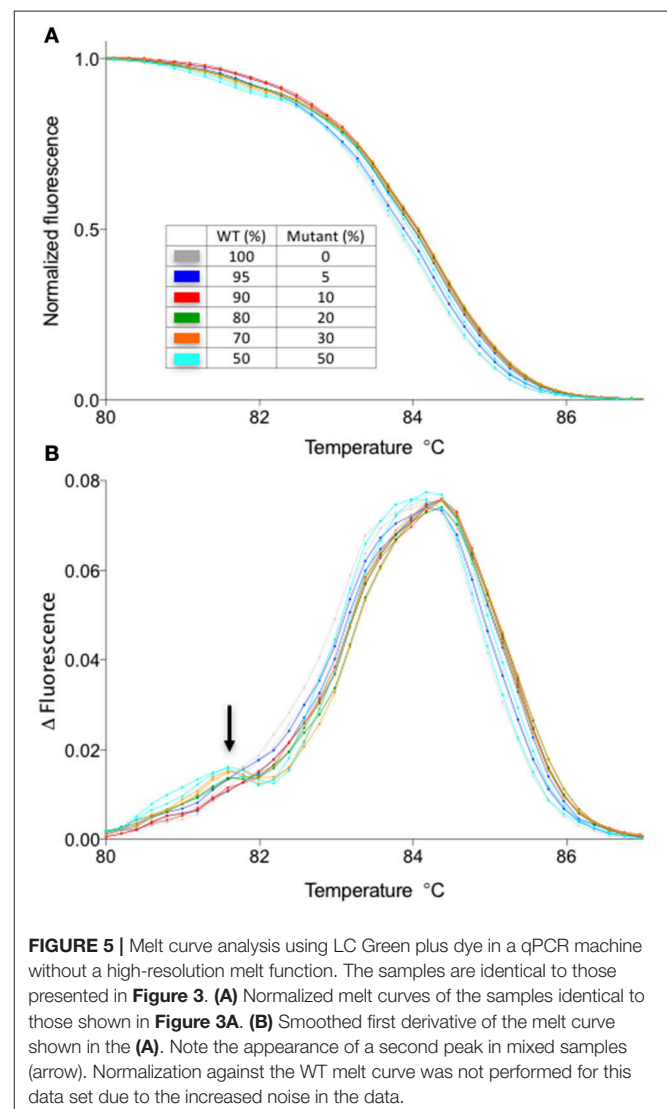 A
Normalized fluorescence
1.0
0.5
0.0
WT (%) Mutant (%)
100 0
95 5
90 10
80 20
70 30
50 50
80 82 84 86
Temperature °C
B
Δ Fluorescence
0.08
0.06
0.04
0.02
0.00
80 82 84 86
Temperature °C
FIGURE 5 | Melt curve analysis using LC Green plus dye in a qPCR machine
without a high-resolution melt function. The samples are identical to those
presented in Figure 3. (A) Normalized melt curves of the samples identical to
those shown in Figure 3A. (B) Smoothed first derivative of the melt curve
shown in the (A). Note the appearance of a second peak in mixed samples
(arrow). Normalization against the WT melt curve was not performed for this
data set due to the increased noise in the data.